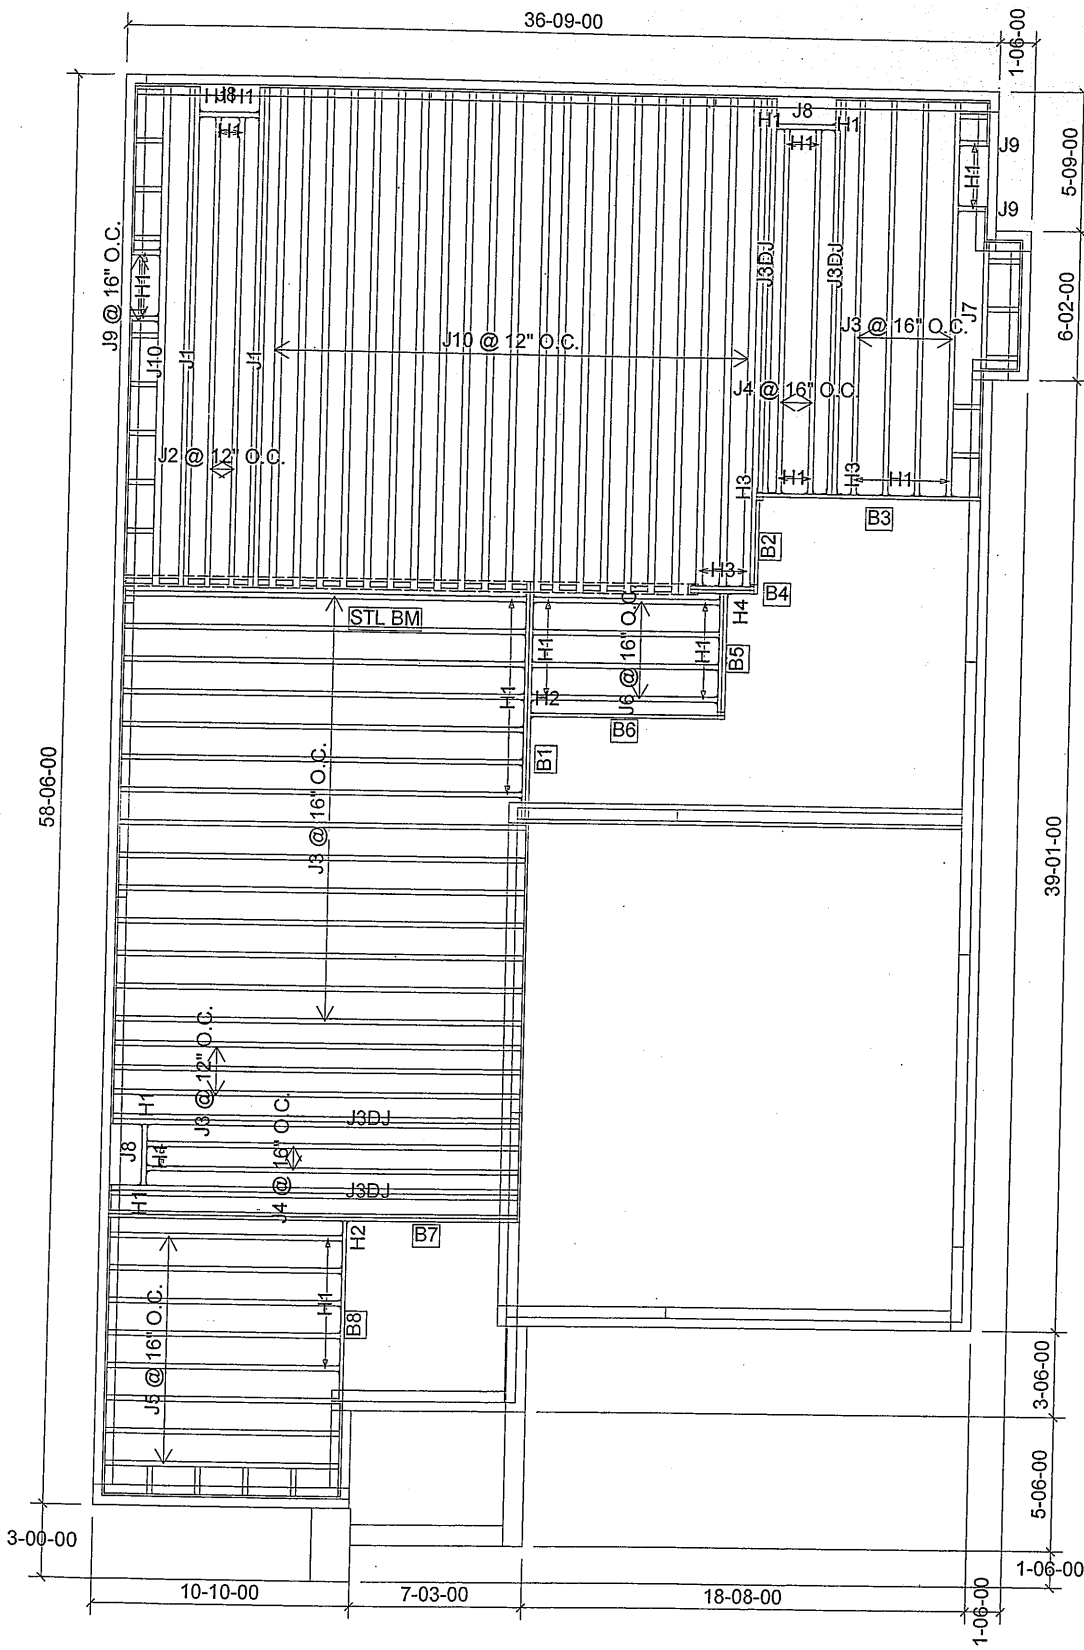 36-09-00
1-06-00
J8
H1
H1
H1
J8
H1
H1
H1
J9
H1
J9
5-09-00
J9 @ 16" O.C.
H1
J10
J1
J1
J10 @ 12" O.C.
J3DJ
J3DJ
J3 @ 16" O.C.
J7
6-02-00
J4 @ 16" O.C.
J2 @ 12" O.C.
H3
H1
H3
H1
B3
B2
H3
B4
STL BM
H1
H1
H2
J6 @ 16" O.C.
H1
H4
B5
B6
B1
58-06-00
J3 @ 16" O.C.
39-01-00
J3 @ 12" O.C.
H1
J8
H1
J4 @ 16" O.C.
J3DJ
H1
J3DJ
H2
B7
J5 @ 16" O.C.
H1
B8
3-06-00
5-06-00
3-00-00
1-06-00
10-10-00
7-03-00
18-08-00
1-06-00